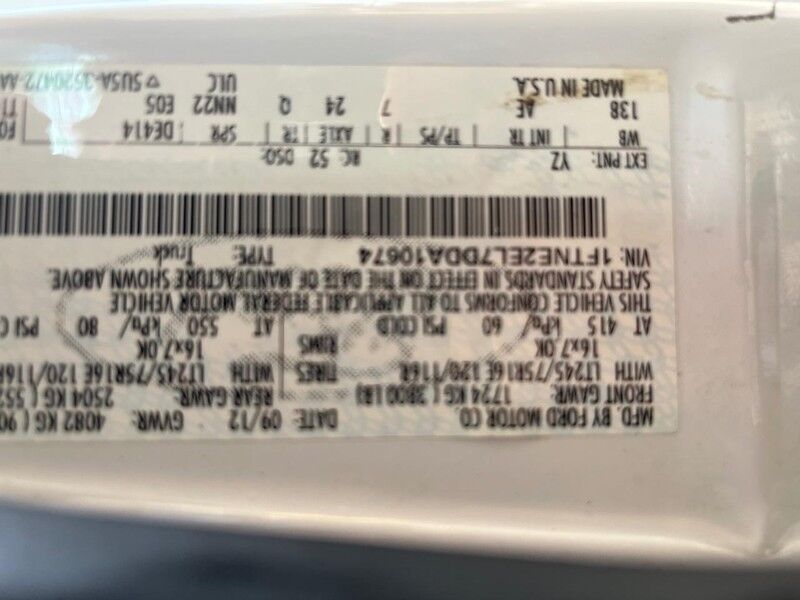 MFD. BY FORD MOTOR CO.
DATE: 09/12 GVWR: 4082 KG ( 90
FRONT GAWR: 1724 KG ( 3800 LB) REAR GAWR: 2504 KG ( 552
WITH LT245/75R16E 120/116R TIRES WITH LT245/75R16E 120/116R
16x7.0K RIMS 16x7.0K
AT 415 kPa/ 60 PSI COLD AT 550 kPa/ 80 PSI C
THIS VEHICLE CONFORMS TO ALL APPLICABLE FEDERAL MOTOR VEHICLE
SAFETY STANDARDS IN EFFECT ON THE DATE OF MANUFACTURE SHOWN ABOVE.
VIN: 1FTNE2EL7DDA10674 TYPE: Truck
EXT PNT: YZ RC: 52 DSO:
WB | INT TR | TP/PS | R | AXLE | TR | SPR | DE414
138 AE 7 24 Q NN22 E05
MADE IN U.S.A. ULC ▽ 5USA-3520472-AA